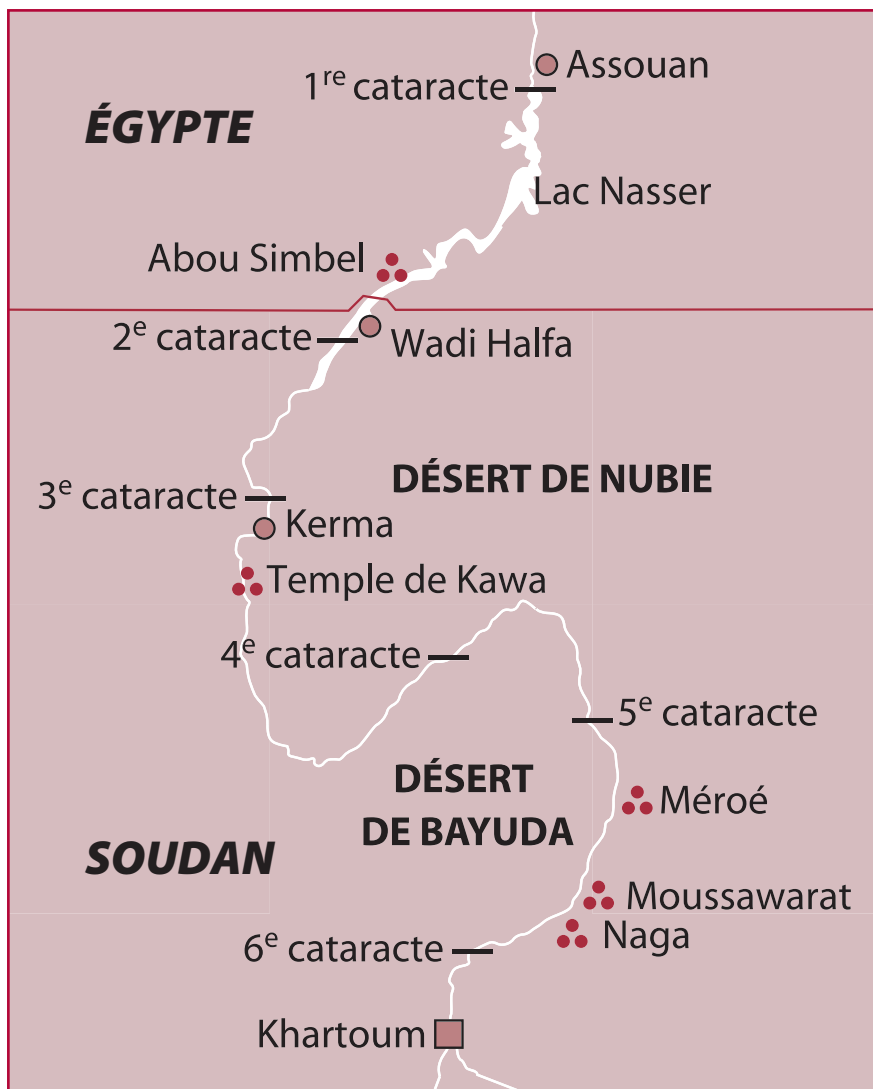 Assouan
1re cataracte
ÉGYPTE
Lac Nasser
Abou Simbel
2e cataracte
Wadi Halfa
DÉSERT DE NUBIE
3e cataracte
Kerma
Temple de Kawa
4e cataracte
5e cataracte
DÉSERT
DE BAYUDA
Méroé
SOUDAN
Moussawarat
Naga
6e cataracte
Khartoum